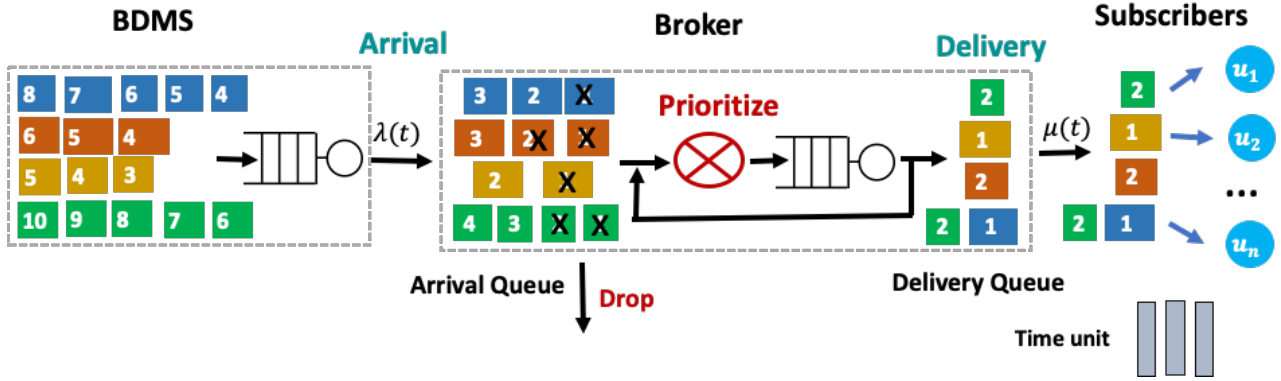 BDMS
Arrival
Broker
Delivery
Subscribers
8 7 6 5 4
6 5 4
5 4 3
10 9 8 7 6
λ(t)
3 2 X
3 2 X X
2 X
4 3 X X
Prioritize
2
1
2
2 1
μ(t)
2
1
2
2 1
u₁
u₂
...
uₙ
Arrival Queue
Drop
Delivery Queue
Time unit